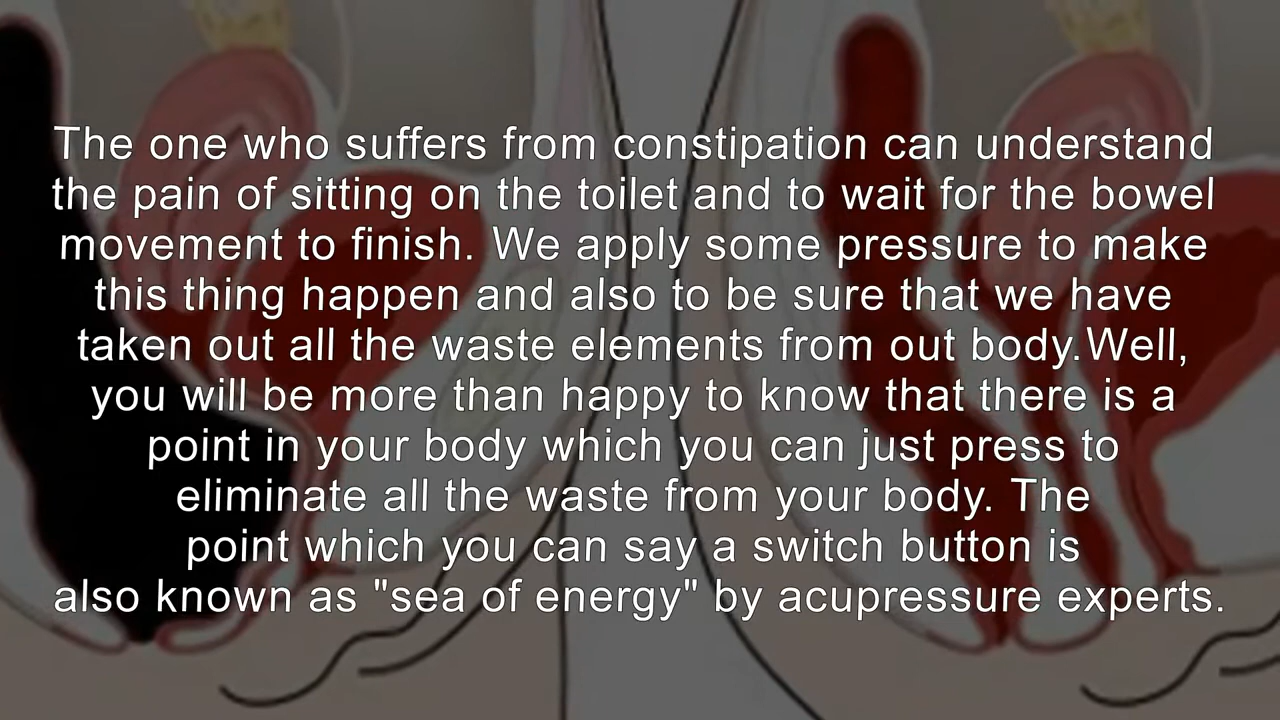 The one who suffers from constipation can understand
the pain of sitting on the toilet and to wait for the bowel
movement to finish. We apply some pressure to make
this thing happen and also to be sure that we have
taken out all the waste elements from out body.Well,
you will be more than happy to know that there is a
point in your body which you can just press to
eliminate all the waste from your body. The
point which you can say a switch button is
also known as "sea of energy" by acupressure experts.